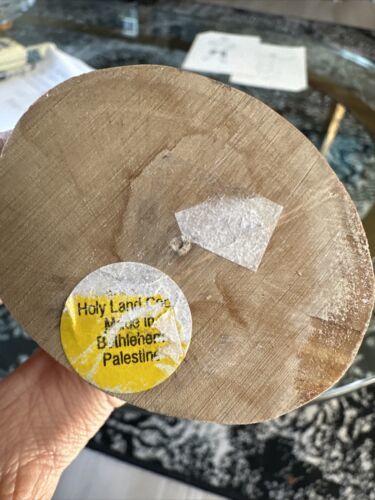 Holy Land
Made in
Bethlehem
Palestine